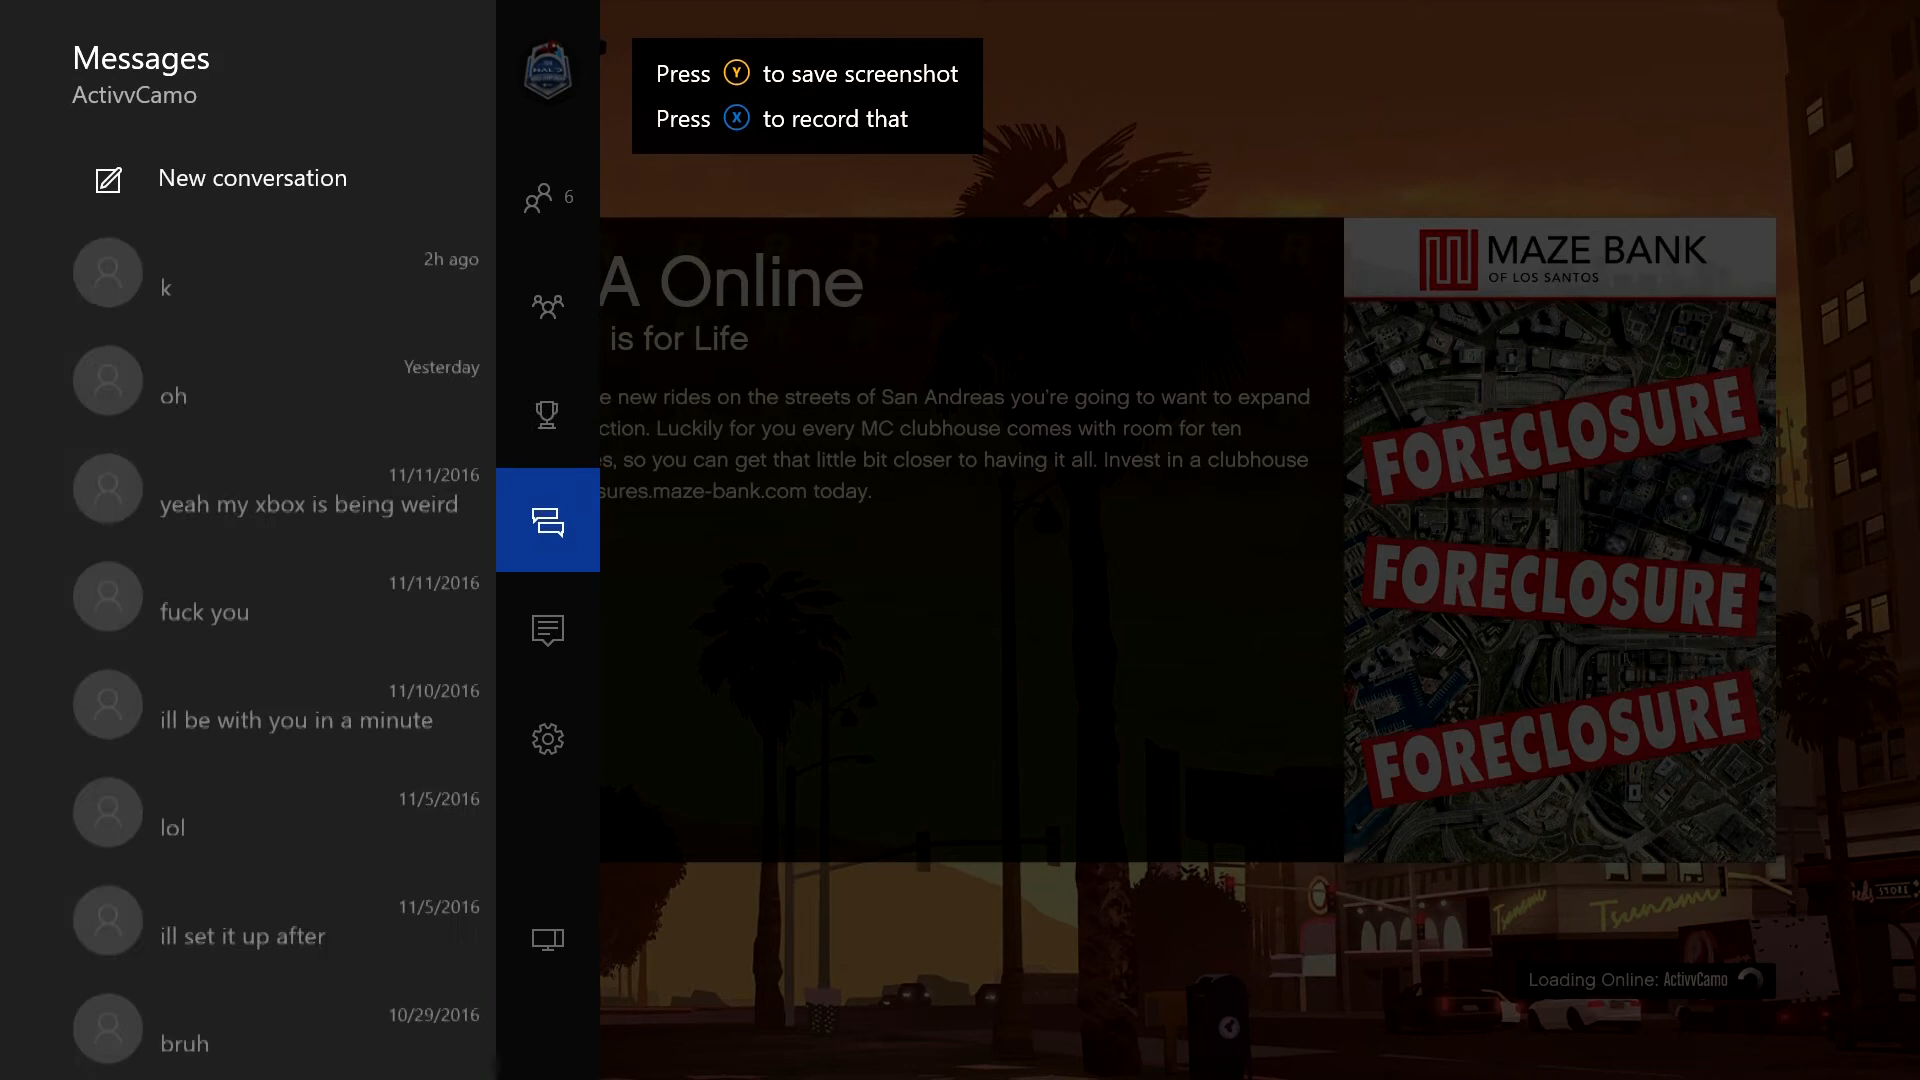 Messages
ActivvCamo
New conversation
2h ago
k
Yesterday
oh
11/11/2016
yeah my xbox is being weird
11/11/2016
fuck you
11/10/2016
ill be with you in a minute
11/5/2016
lol
11/5/2016
ill set it up after
10/29/2016
bruh
6
Press Y to save screenshot
Press X to record that
A Online
is for Life
e new rides on the streets of San Andreas you're going to want to expand
ction. Luckily for you every MC clubhouse comes with room for ten
s, so you can get that little bit closer to having it all. Invest in a clubhouse
sures.maze-bank.com today.
MAZE BANK
OF LOS SANTOS
FORECLOSURE
FORECLOSURE
FORECLOSURE
Tsunami
Tsunami
STORE
Loading Online: ActivvCamo